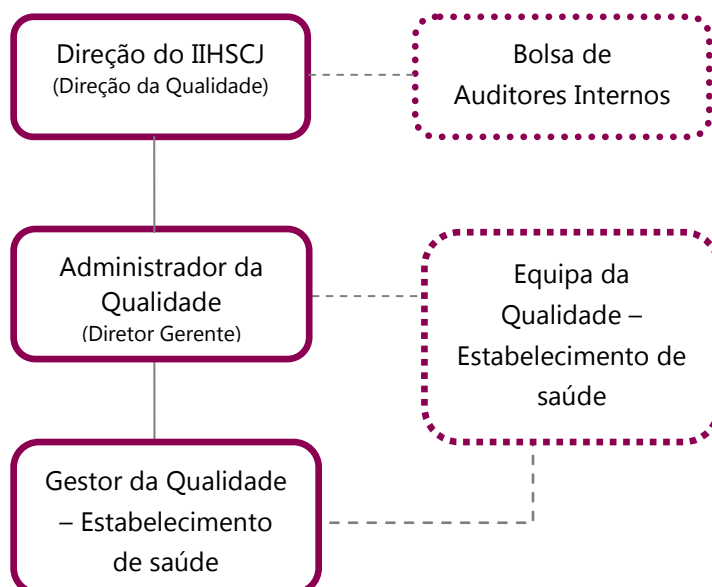 Direção do IIHSCJ
(Direção da Qualidade)
Bolsa de
Auditores Internos
Administrador da
Qualidade
(Diretor Gerente)
Equipa da
Qualidade –
Estabelecimento de
saúde
Gestor da Qualidade
– Estabelecimento
de saúde